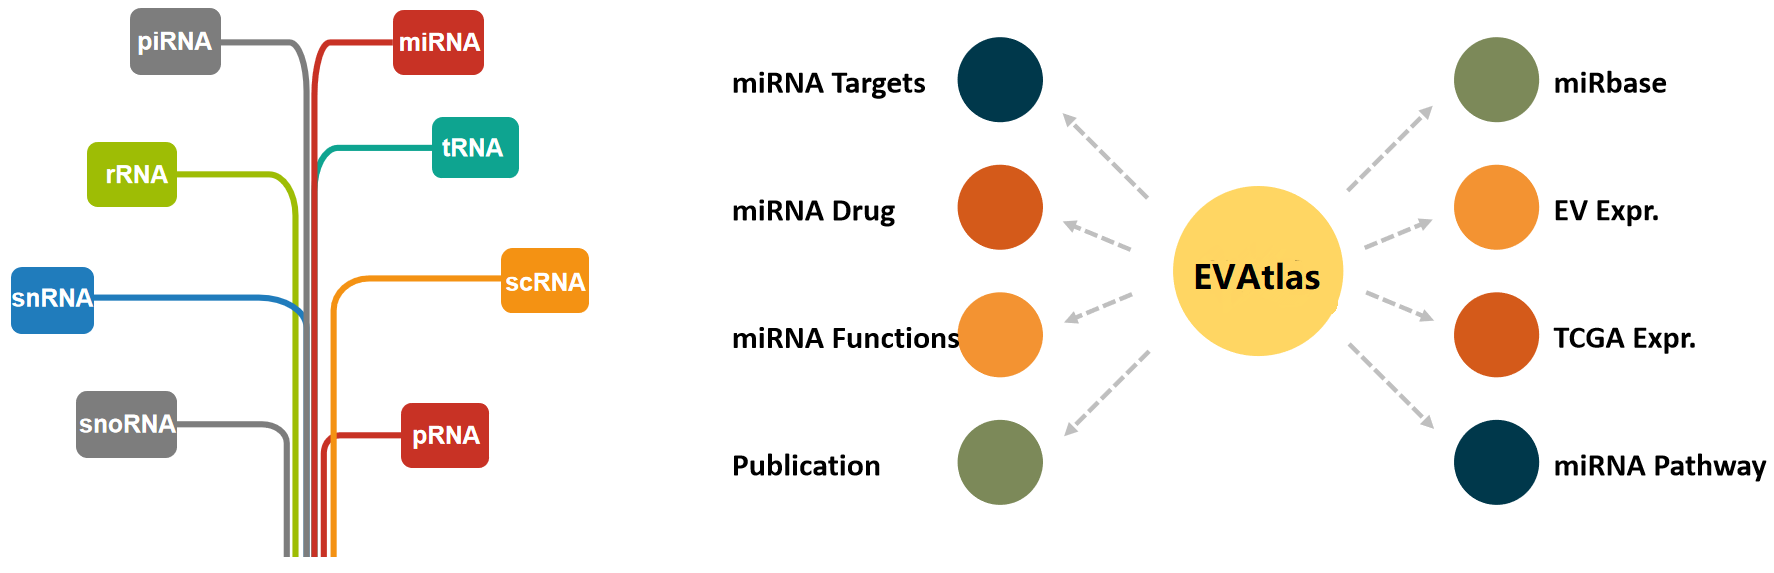 piRNA
miRNA
tRNA
rRNA
snRNA
scRNA
snoRNA
pRNA
miRNA Targets
miRNA Drug
miRNA Functions
Publication
EVAtlas
miRbase
EV Expr.
TCGA Expr.
miRNA Pathway